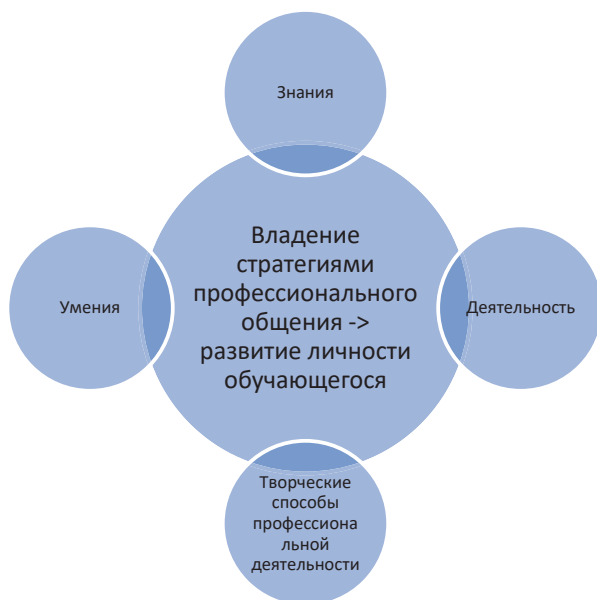 Знания
Владение
стратегиями
профессионального
общения ->
развитие личности
обучающегося
Умения
Деятельность
Творческие
способы
профессиона
льной
деятельности